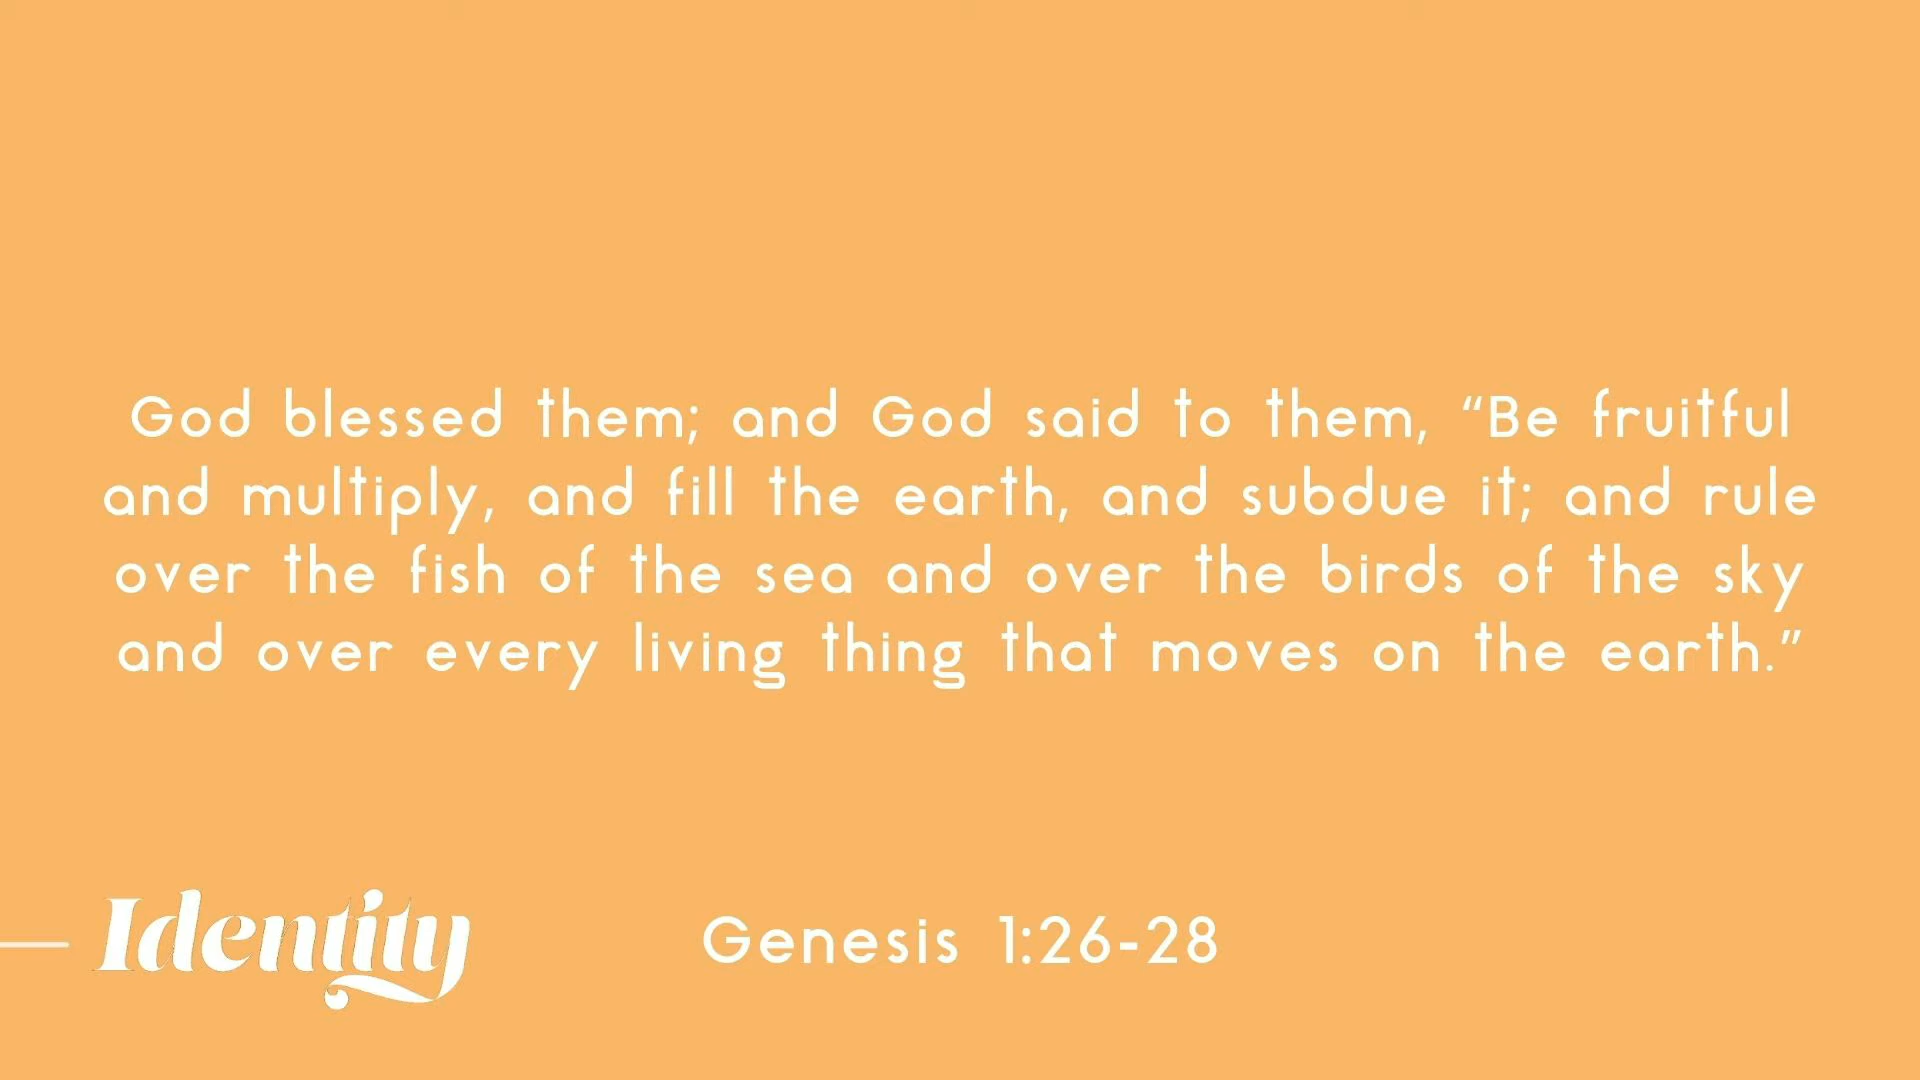 God blessed them; and God said to them, “Be fruitful
and multiply, and fill the earth, and subdue it; and rule
over the fish of the sea and over the birds of the sky
and over every living thing that moves on the earth.”
Identity
Genesis 1:26-28